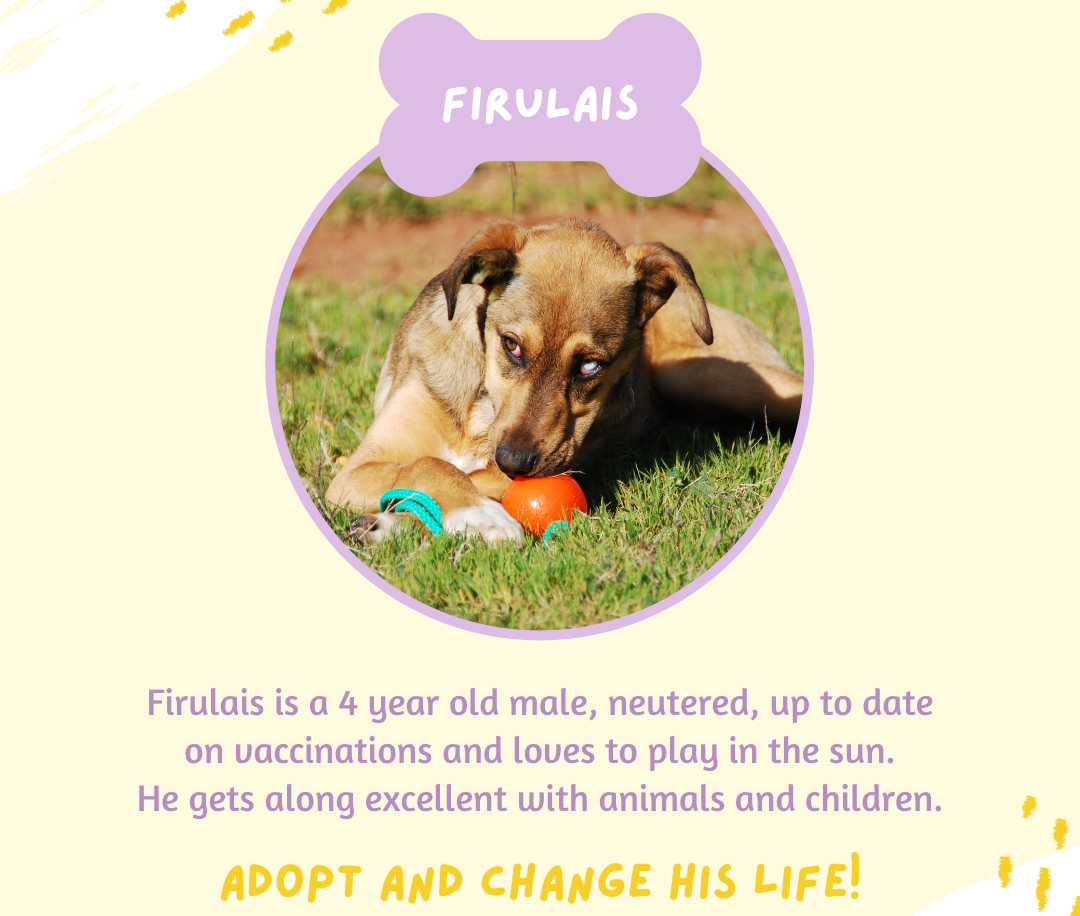 FIRULAIS
Firulais is a 4 year old male, neutered, up to date
on vaccinations and loves to play in the sun.
He gets along excellent with animals and children.
ADOPT AND CHANGE HIS LIFE!